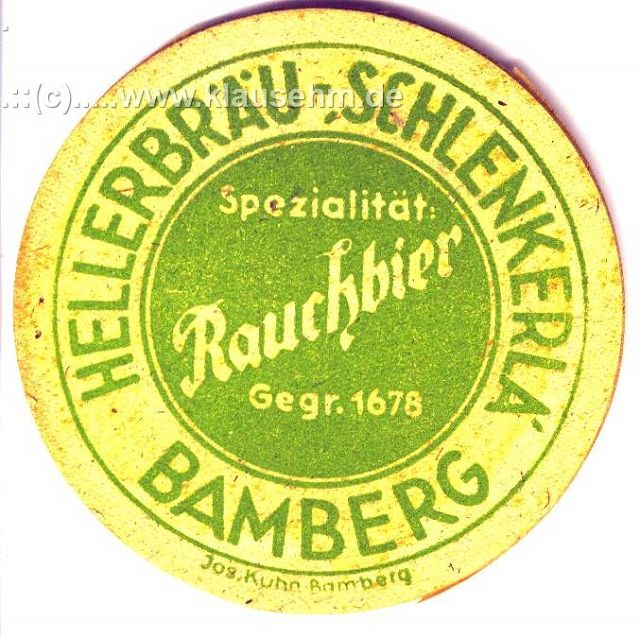 .::(c).....www.klausehm.de
HELLERBRÄU „SCHLENKERLA"
Spezialität:
Rauchbier
Gegr. 1678
BAMBERG
Jos. Kuhn Bamberg